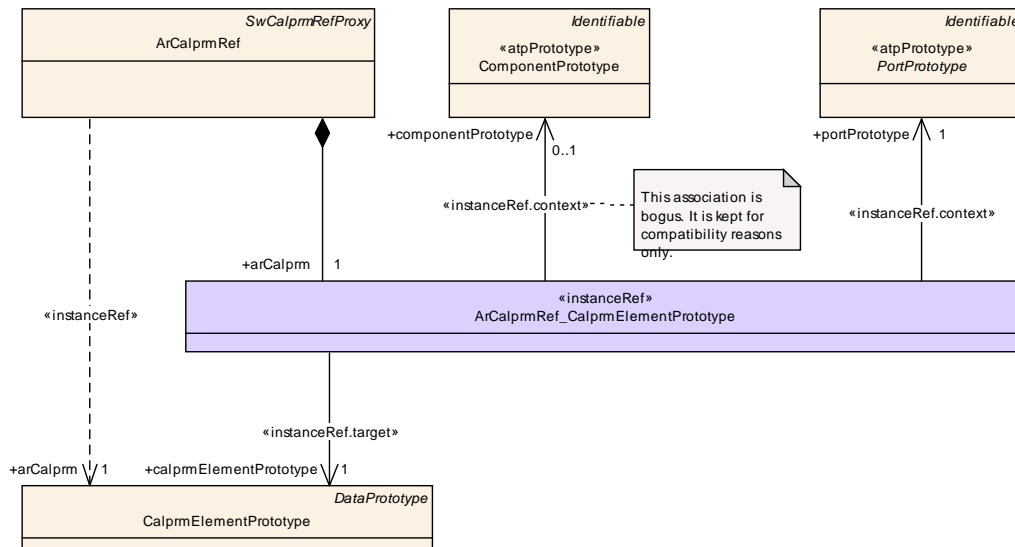 SwCalprmRefProxy
ArCalprmRef
Identifiable
«atpPrototype»
ComponentPrototype
Identifiable
«atpPrototype»
PortPrototype
+componentPrototype
0..1
+portPrototype 1
«instanceRef.context»
This association is
bogus. It is kept for
compatibility reasons
only.
«instanceRef.context»
+arCalprm 1
«instanceRef»
ArCalprmRef_CalprmElementPrototype
«instanceRef»
«instanceRef.target»
+arCalprm 1
+calprmElementPrototype 1
DataPrototype
CalprmElementPrototype